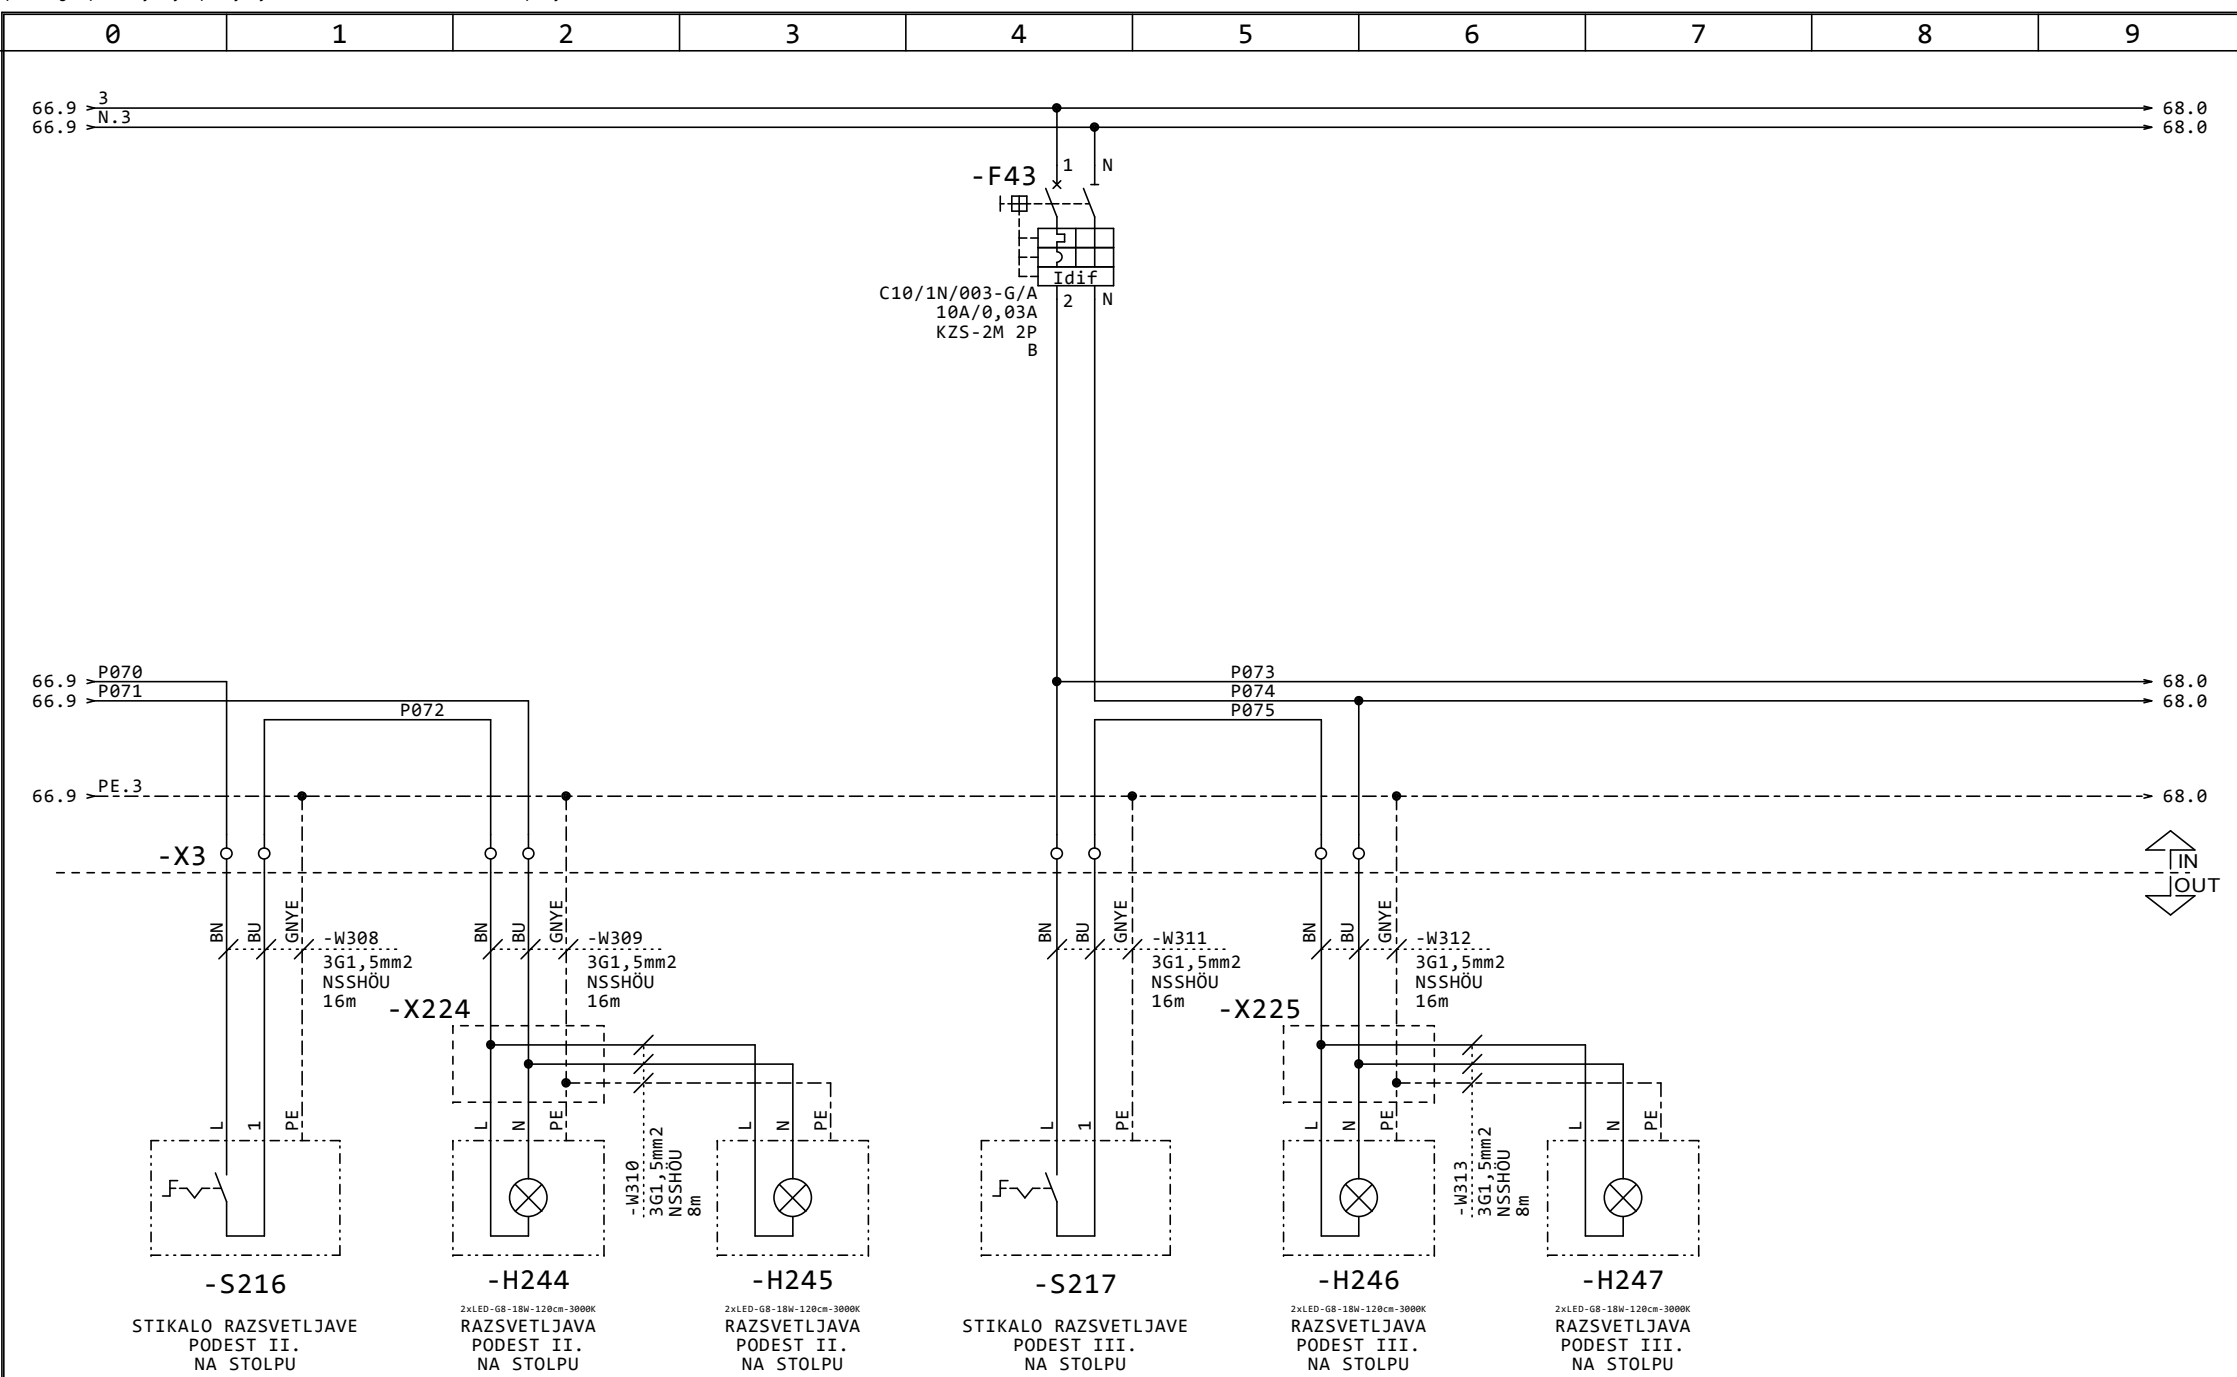 0 1 2 3 4 5 6 7 8 9
66.9 3 68.0
66.9 N.3 68.0
1 N
-F43
Idif
2 N
C10/1N/003-G/A
10A/0,03A
KZS-2M 2P
B
66.9 P070 P073 68.0
66.9 P071 P074 68.0
P072 P075
66.9 PE.3 68.0
-X3
IN
OUT
BN BU GNYE
-W308
3G1,5mm2
NSSHÖU
16m
BN BU GNYE
-W309
3G1,5mm2
NSSHÖU
16m
BN BU GNYE
-W311
3G1,5mm2
NSSHÖU
16m
BN BU GNYE
-W312
3G1,5mm2
NSSHÖU
16m
-X224
-X225
L 1 PE
L N PE
L N PE
L 1 PE
L N PE
L N PE
-W310
3G1,5mm2
NSSHÖU
8m
-W313
3G1,5mm2
NSSHÖU
8m
-S216
STIKALO RAZSVETLJAVE
PODEST II.
NA STOLPU
-H244
2xLED-G8-18W-120cm-3000K
RAZSVETLJAVA
PODEST II.
NA STOLPU
-H245
2xLED-G8-18W-120cm-3000K
RAZSVETLJAVA
PODEST II.
NA STOLPU
-S217
STIKALO RAZSVETLJAVE
PODEST III.
NA STOLPU
-H246
2xLED-G8-18W-120cm-3000K
RAZSVETLJAVA
PODEST III.
NA STOLPU
-H247
2xLED-G8-18W-120cm-3000K
RAZSVETLJAVA
PODEST III.
NA STOLPU